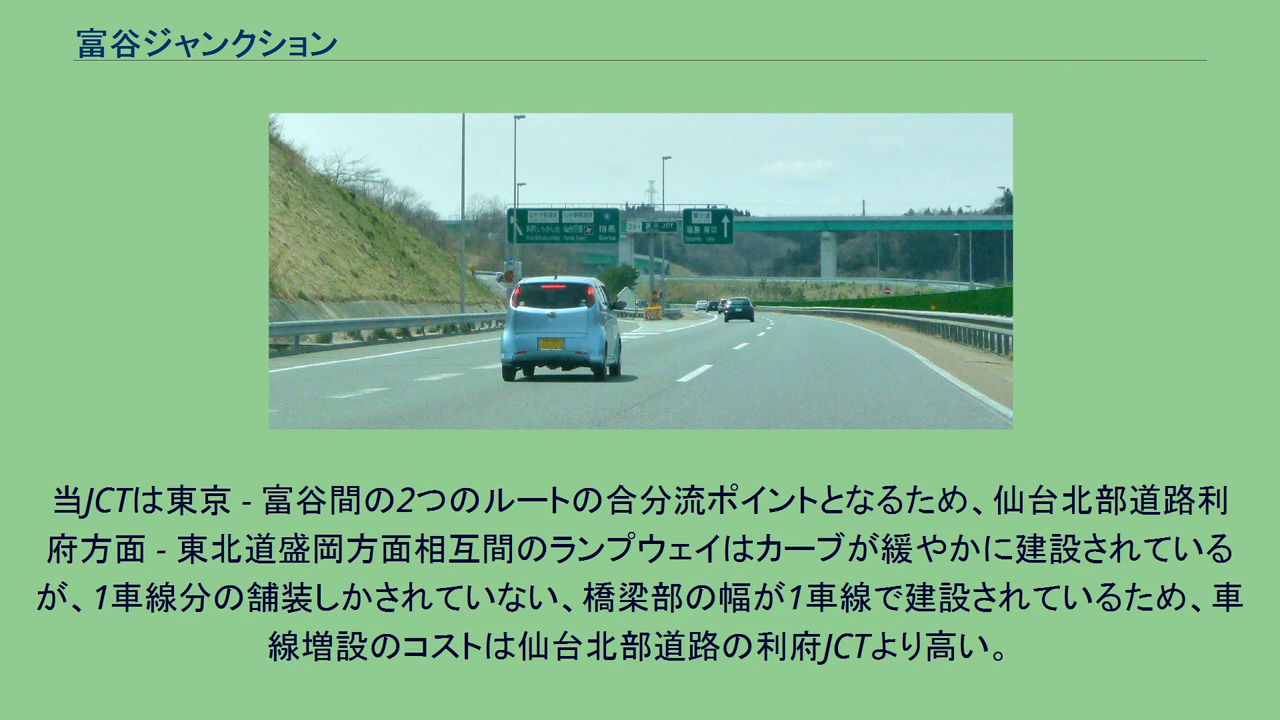 富谷ジャンクション
相馬
富谷 JCT
当JCTは東京 - 富谷間の2つのルートの合分流ポイントとなるため、仙台北部道路利
府方面 - 東北道盛岡方面相互間のランプウェイはカーブが緩やかに建設されている
が、1車線分の舗装しかされていない、橋梁部の幅が1車線で建設されているため、車
線増設のコストは仙台北部道路の利府JCTより高い。